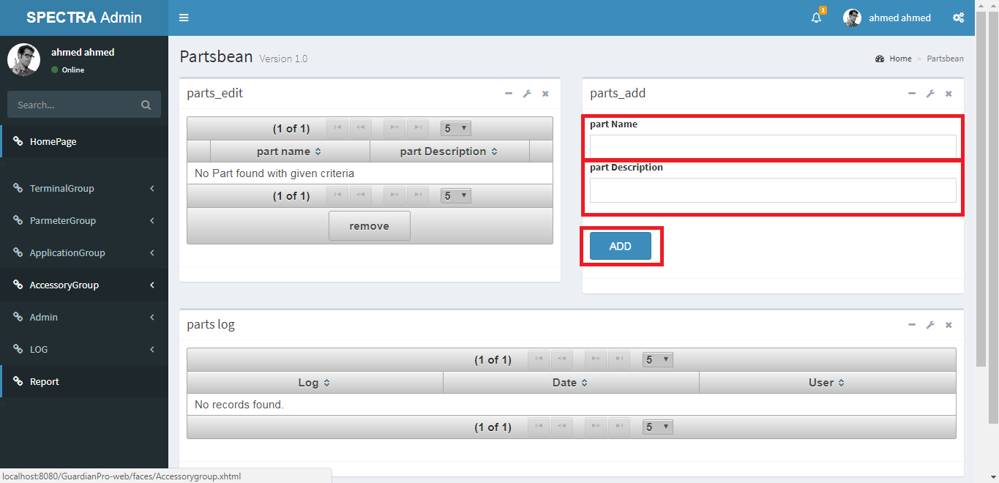 SPECTRA Admin
1
ahmed ahmed
ahmed ahmed
Online
Search...
HomePage
TerminalGroup
ParmeterGroup
ApplicationGroup
AccessoryGroup
Admin
LOG
Report
Partsbean Version 1.0
Home > Partsbean
parts_edit
(1 of 1) 5
part name part Description
No Part found with given criteria
(1 of 1) 5
remove
parts_add
part Name
part Description
ADD
parts log
(1 of 1) 5
Log Date User
No records found.
(1 of 1) 5
localhost:8080/GuardianPro-web/faces/Accessorygroup.xhtml